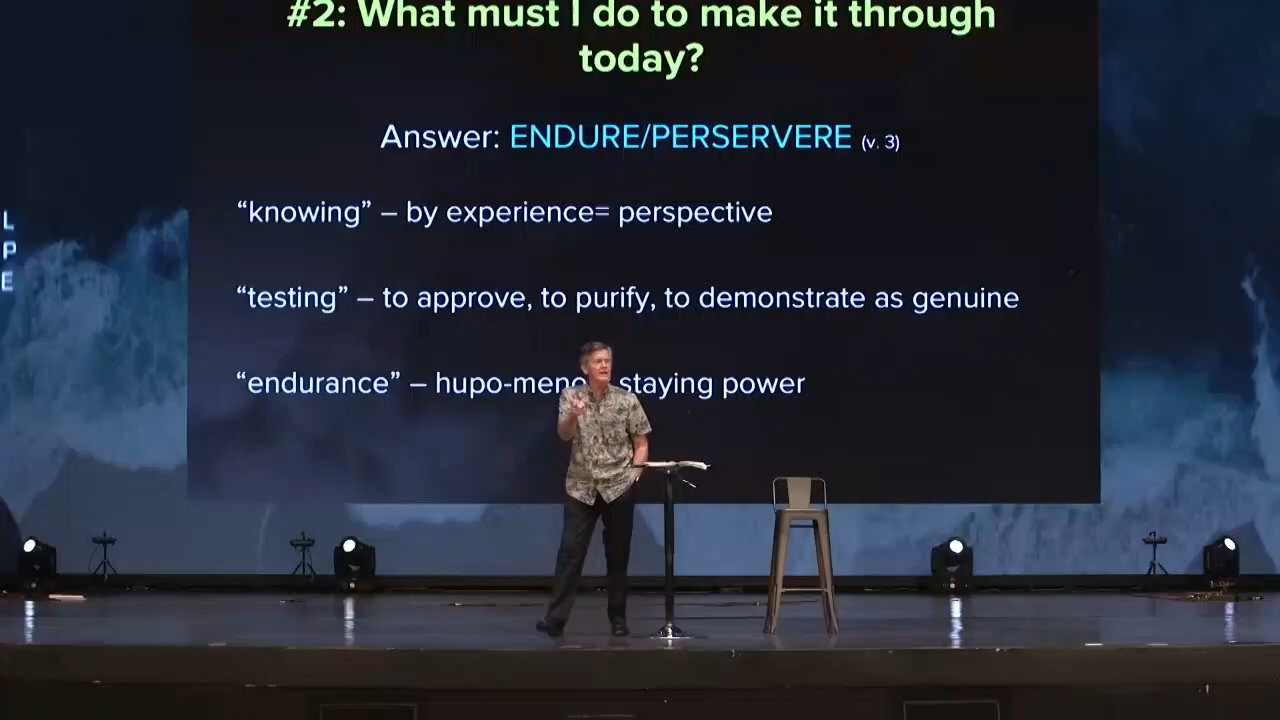 #2: What must I do to make it through
today?
Answer: ENDURE/PERSERVERE (v. 3)
“knowing” – by experience= perspective
“testing” – to approve, to purify, to demonstrate as genuine
“endurance” – hupo-meno staying power
L
P
E